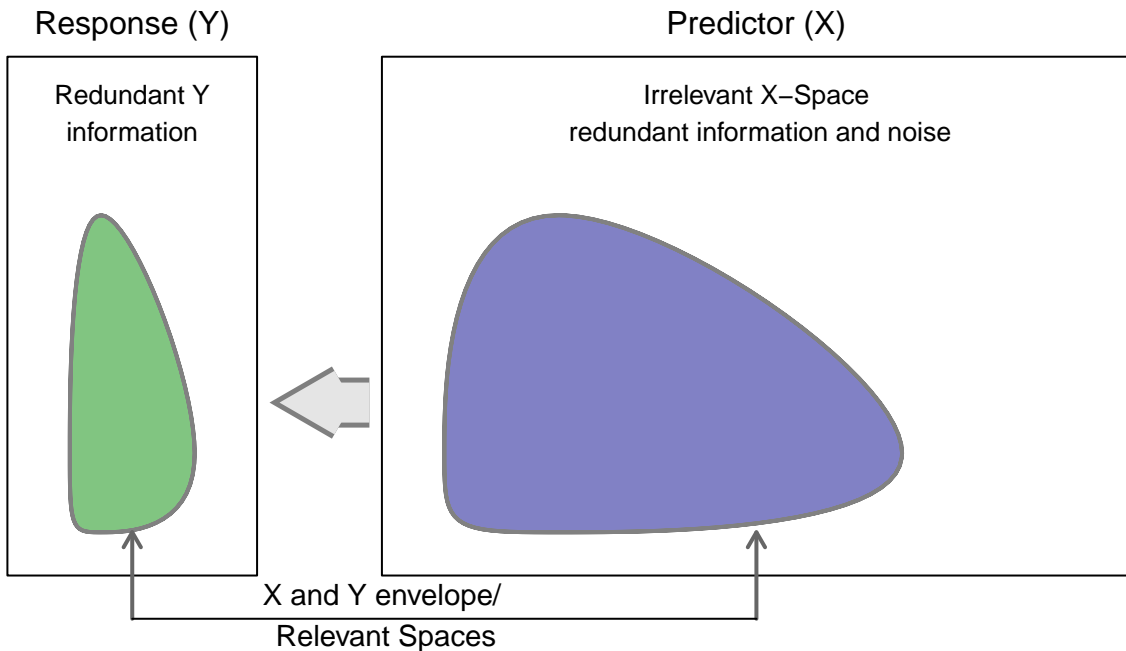 Response (Y)
Predictor (X)
Redundant Y
information
Irrelevant X−Space
redundant information and noise
X and Y envelope/
Relevant Spaces